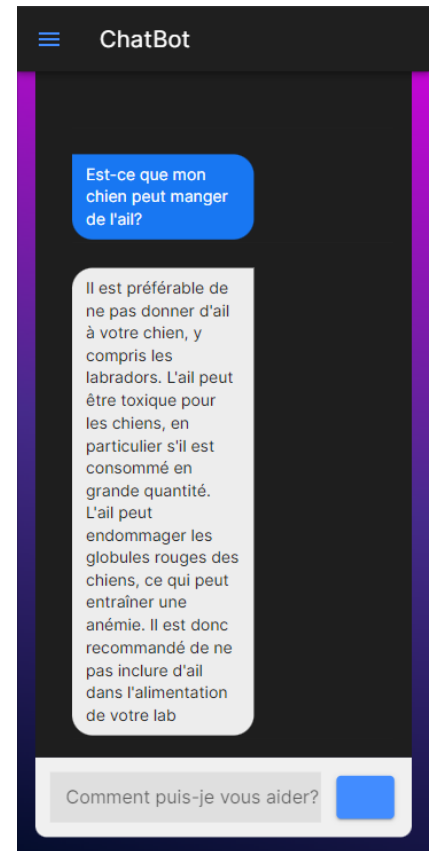 ChatBot
Est-ce que mon
chien peut manger
de l'ail?
Il est préférable de
ne pas donner d'ail
à votre chien, y
compris les
labradors. L'ail peut
être toxique pour
les chiens, en
particulier s'il est
consommé en
grande quantité.
L'ail peut
endommager les
globules rouges des
chiens, ce qui peut
entraîner une
anémie. Il est donc
recommandé de ne
pas inclure d'ail
dans l'alimentation
de votre lab
Comment puis-je vous aider?